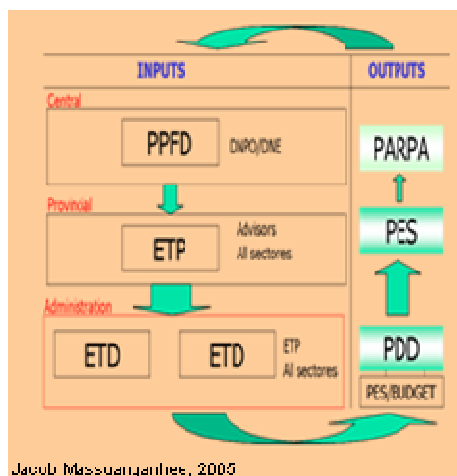 INPUTS
OUTPUTS
Central
PPFD
DNPO/DNE
PARPA
Provincial
ETP
Advisors
All sectores
PES
Administration
ETD
ETD
ETP
Al sectores
PDD
PES/BUDGET
Jacob Massuanganhee, 2005